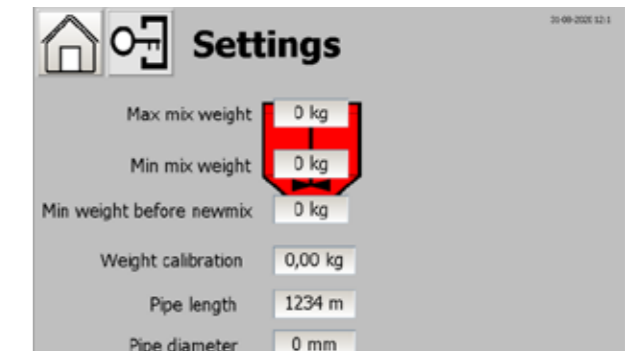 Settings
Max mix weight 0 kg
Min mix weight 0 kg
Min weight before newmix 0 kg
Weight calibration 0,00 kg
Pipe length 1234 m
Pipe diameter 0 mm